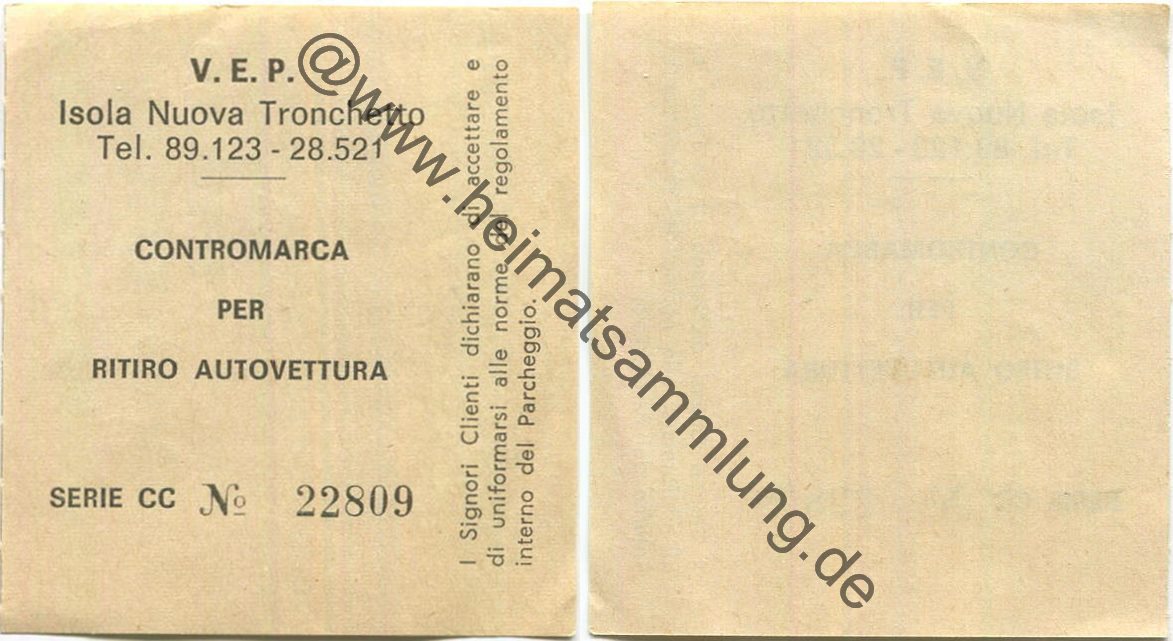 V. E. P.
Isola Nuova Tronchetto
Tel. 89.123 - 28.521
CONTROMARCA
PER
RITIRO AUTOVETTURA
SERIE CC № 22809
I Signori Clienti dichiarano di accettare e
di uniformarsi alle norme del regolamento
interno del Parcheggio.
@www.heimatsammlung.de